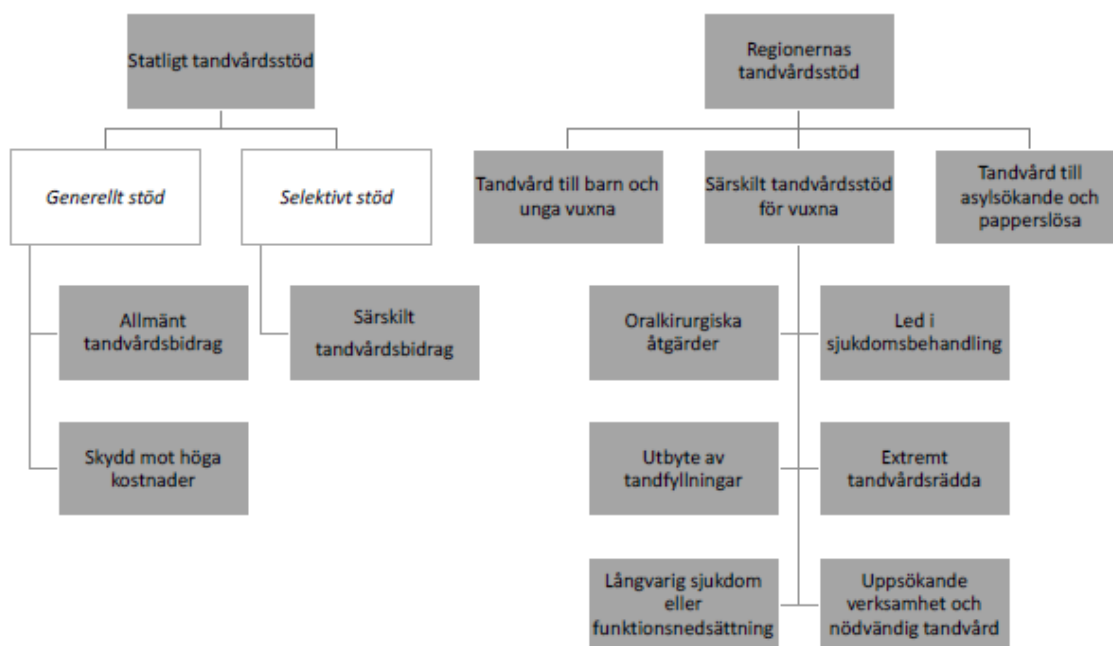 Statligt tandvårdsstöd
Generellt stöd
Selektivt stöd
Allmänt
tandvårdsbidrag
Särskilt
tandvårdsbidrag
Skydd mot höga
kostnader
Regionernas
tandvårdsstöd
Tandvård till barn och
unga vuxna
Särskilt tandvårdsstöd
för vuxna
Tandvård till
asylsökande och
papperslösa
Oralkirurgiska
åtgärder
Led i
sjukdomsbehandling
Utbyte av
tandfyllningar
Extremt
tandvårdsrädda
Långvarig sjukdom
eller
funktionsnedsättning
Uppsökande
verksamhet och
nödvändig tandvård